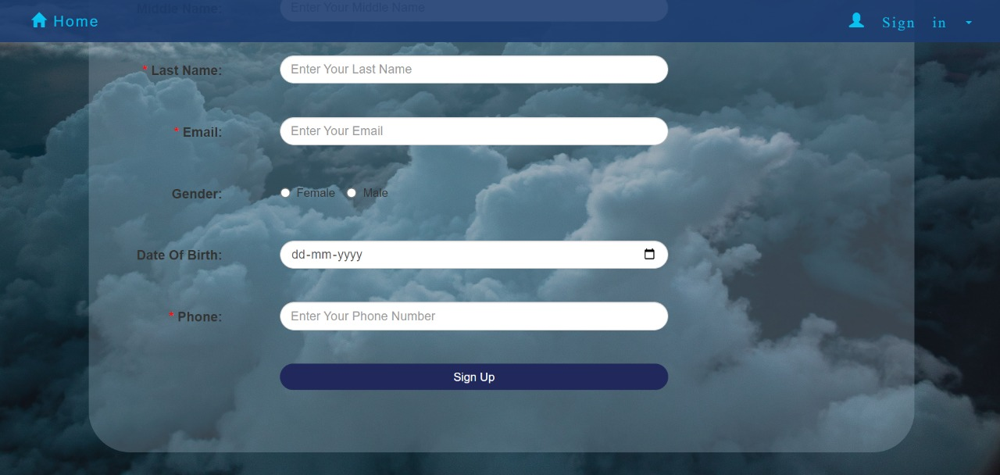 Middle Name: Enter Your Middle Name
Home Sign in
* Last Name: Enter Your Last Name
* Email: Enter Your Email
Gender: Female Male
Date Of Birth: dd-mm-yyyy
* Phone: Enter Your Phone Number
Sign Up